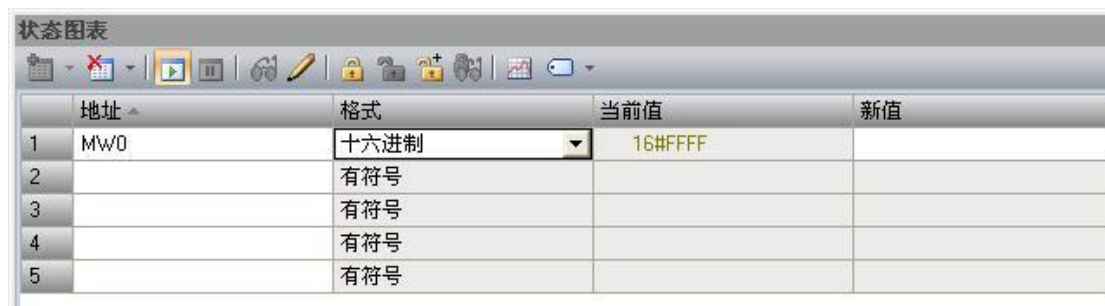 状态图表
地址 格式 当前值 新值
1 MW0 十六进制 16#FFFF
2 有符号
3 有符号
4 有符号
5 有符号